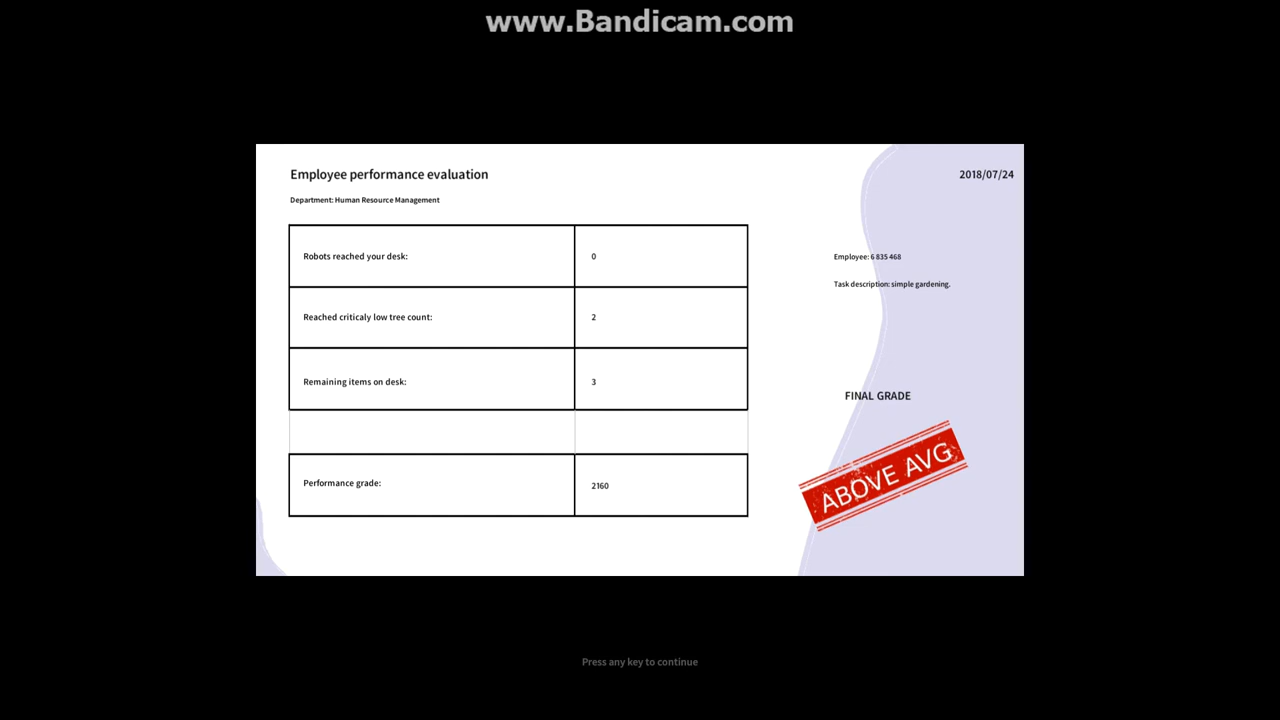 www.Bandicam.com
Employee performance evaluation
2018/07/24
Department: Human Resource Management
Robots reached your desk: 0
Employee: 6 835 468
Task description: simple gardening.
Reached criticaly low tree count: 2
Remaining items on desk: 3
FINAL GRADE
ABOVE AVG
Performance grade: 2160
Press any key to continue